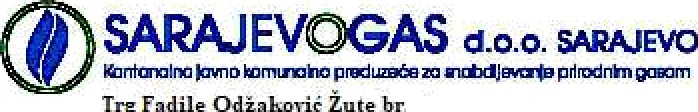 SARAJEVOGAS d.o.o. SARAJEVO
Kantonalno javno komunalno preduzeće za snabdijevanje prirodnim gasom
Trg Fadile Odžaković Žute br